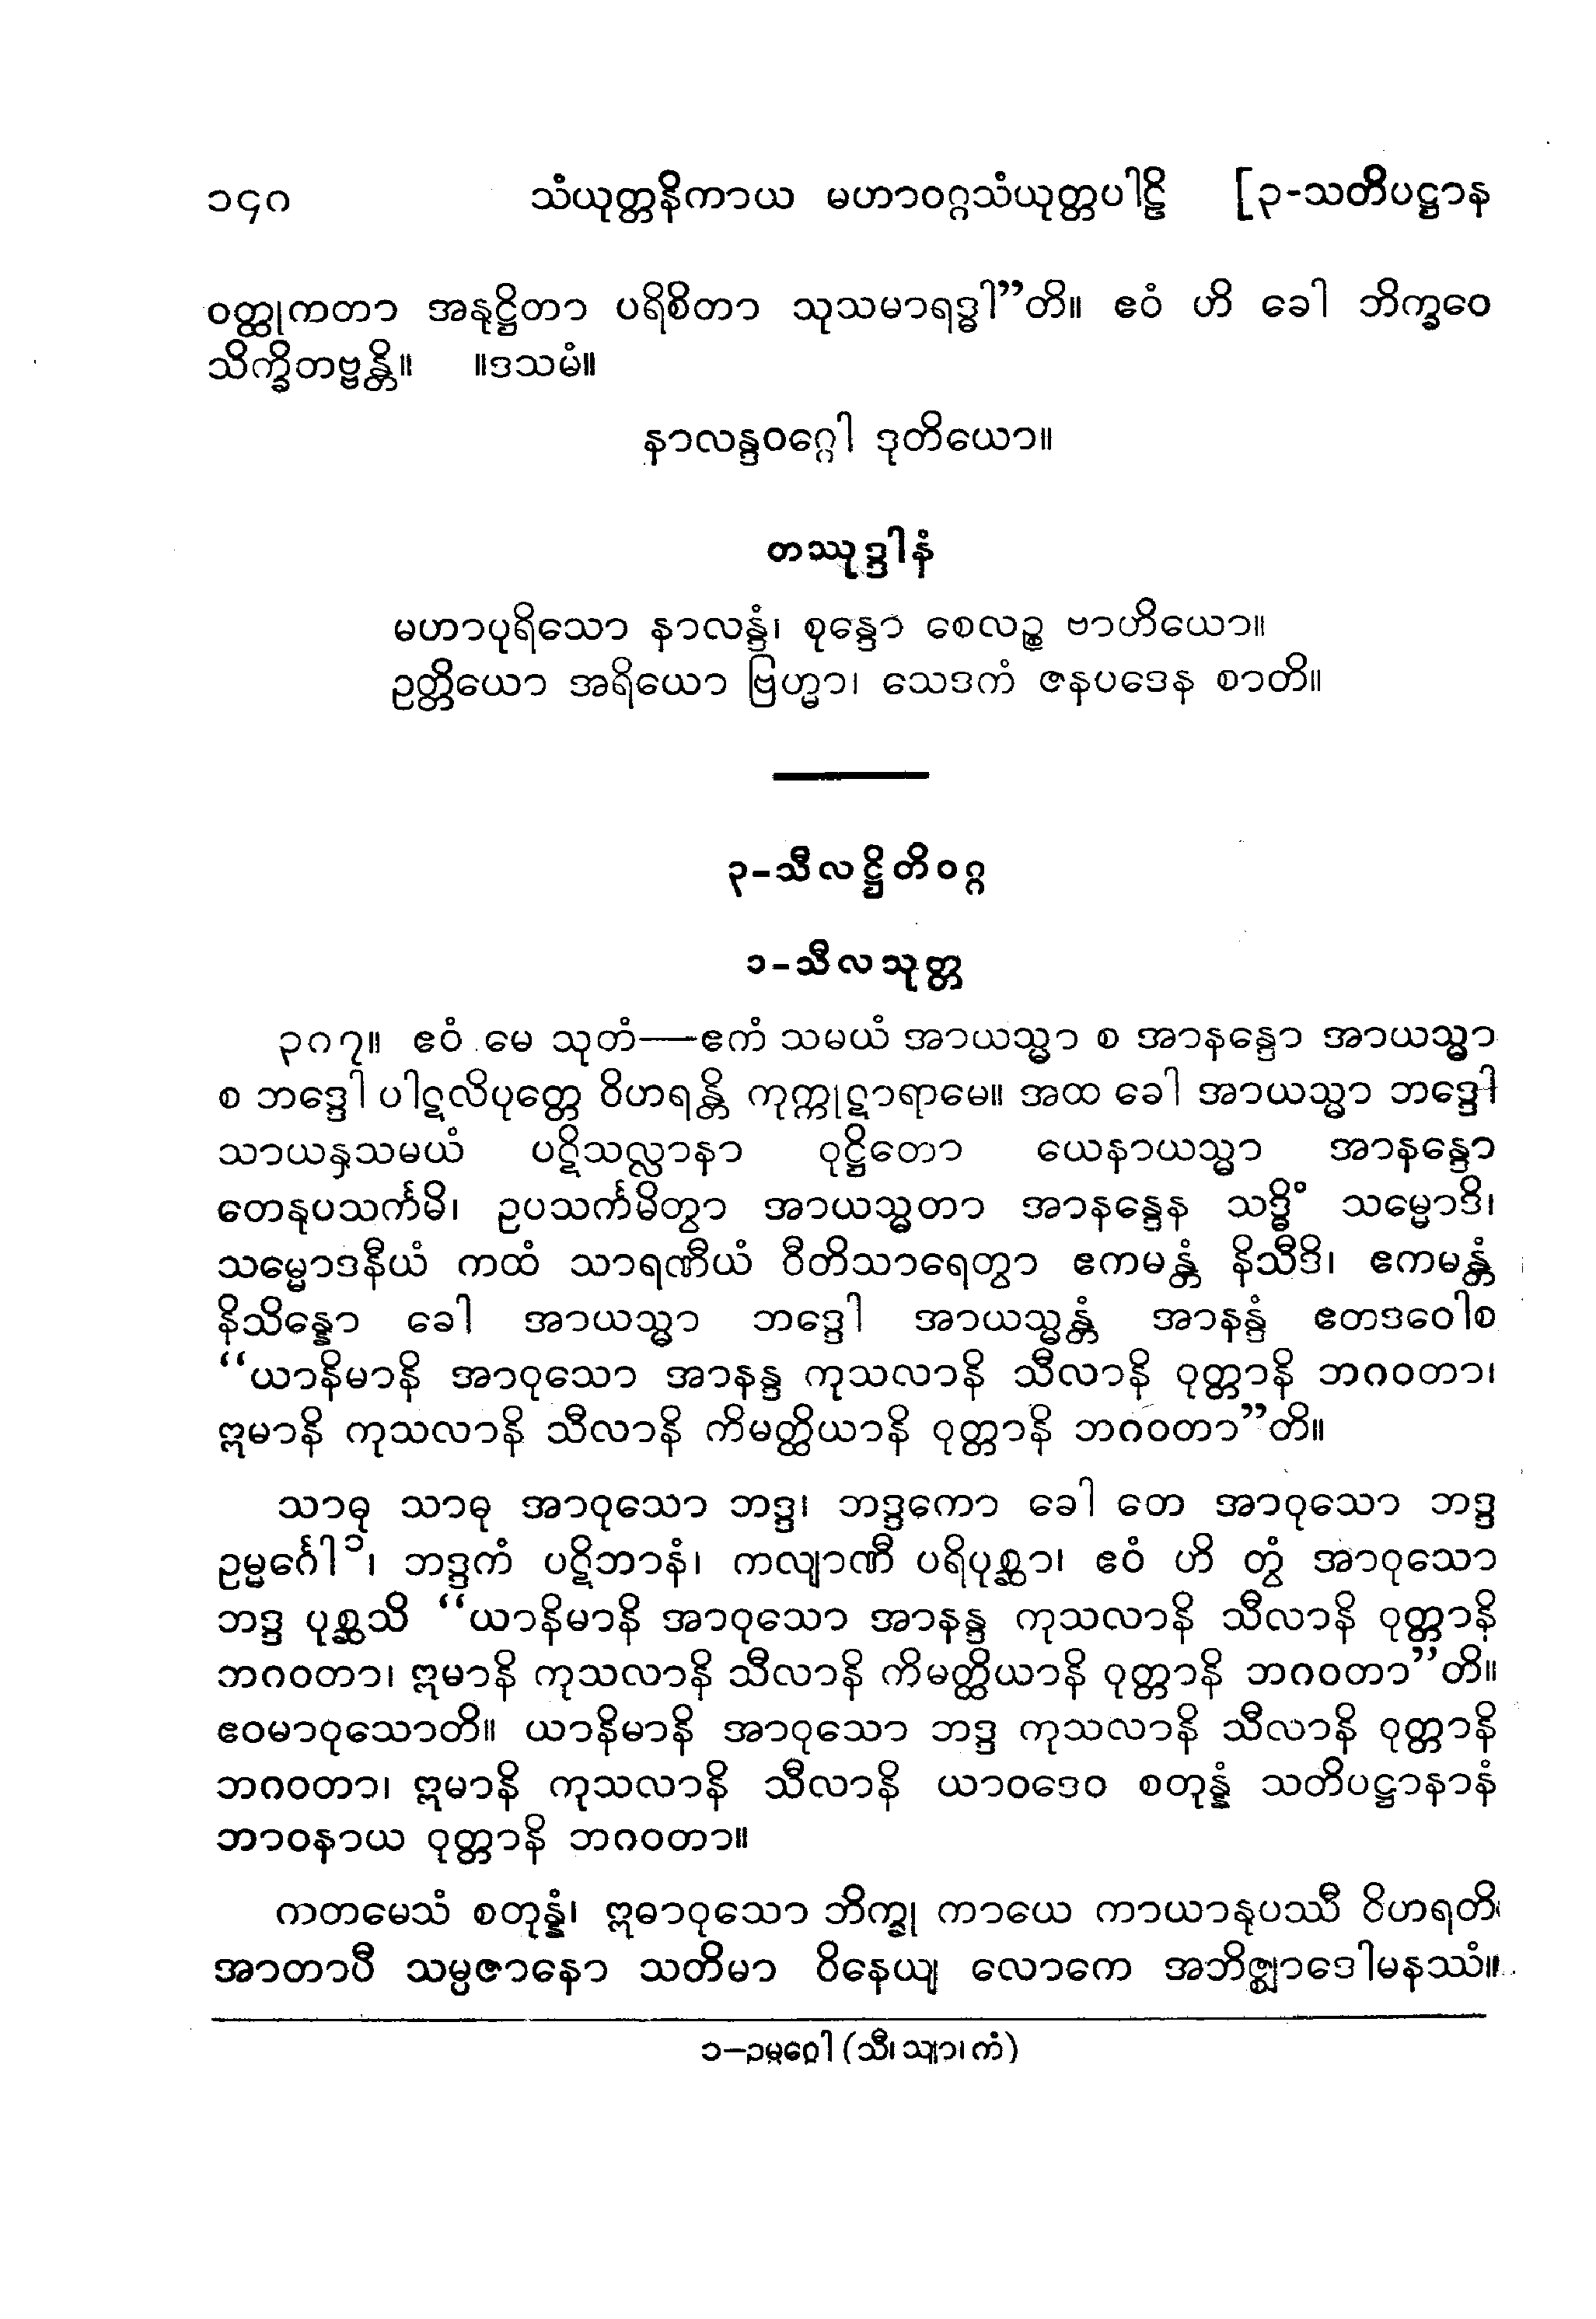 ၁၄၈ သံယုတ္တနိကာယ မဟာဝဂ္ဂသံယုတ္တပါဠိ [၃-သတိပဋ္ဌာန
ဝတ္ထုကတာ အနုဋ္ဌိတာ ပရိစိတာ သုသမာရဒ္ဓါ”တိ။ ဧဝံ ဟိ ခေါ ဘိက္ခဝေ
သိက္ခိတဗ္ဗန္တိ။ ။ဒသမံ။
နာလန္ဒဝဂ္ဂေါ ဒုတိယော။
တဿုဒ္ဒါနံ
မဟာပုရိသော နာလန္ဒံ၊ စုန္ဒော စေလဉ္စ ဗာဟိယော။
ဥတ္တိယော အရိယော ဗြဟ္မာ၊ သေဒကံ ဇနပဒေန စာတိ။
၃-သီလဋ္ဌိတိဝဂ္ဂ
၁-သီလသုတ္တ
၃၈၇။ ဧဝံ မေ သုတံ—ဧကံ သမယံ အာယသ္မာ စ အာနန္ဒော အာယသ္မာ
စ ဘဒ္ဒေါ ပါဋလိပုတ္တေ ဝိဟရန္တိ ကုက္ကုဋာရာမေ။ အထ ခေါ အာယသ္မာ ဘဒ္ဒေါ
သာယနှသမယံ ပဋိသလ္လာနာ ဝုဋ္ဌိတော ယေနာယသ္မာ အာနန္ဒော
တေနုပသင်္ကမိ၊ ဥပသင်္ကမိတွာ အာယသ္မတာ အာနန္ဒေန သဒ္ဓိံ သမ္မောဒိ၊
သမ္မောဒနီယံ ကထံ သာရဏီယံ ဝီတိသာရေတွာ ဧကမန္တံ နိသီဒိ၊ ဧကမန္တံ
နိသိန္နော ခေါ အာယသ္မာ ဘဒ္ဒေါ အာယသ္မန္တံ အာနန္ဒံ ဧတဒဝေါစ
“ယာနိမာနိ အာဝုသော အာနန္ဒ ကုသလာနိ သီလာနိ ဝုတ္တာနိ ဘဂဝတာ၊
ဣမာနိ ကုသလာနိ သီလာနိ ကိမတ္ထိယာနိ ဝုတ္တာနိ ဘဂဝတာ”တိ။
သာဓု သာဓု အာဝုသော ဘဒ္ဒ၊ ဘဒ္ဒကော ခေါ တေ အာဝုသော ဘဒ္ဒ
ဥမ္မင်္ဂေါ၁၊ ဘဒ္ဒကံ ပဋိဘာနံ၊ ကလျာဏီ ပရိပုစ္ဆာ၊ ဧဝံ ဟိ တွံ အာဝုသော
ဘဒ္ဒ ပုစ္ဆသိ “ယာနိမာနိ အာဝုသော အာနန္ဒ ကုသလာနိ သီလာနိ ဝုတ္တာနိ
ဘဂဝတာ၊ ဣမာနိ ကုသလာနိ သီလာနိ ကိမတ္ထိယာနိ ဝုတ္တာနိ ဘဂဝတာ”တိ။
ဧဝမာဝုသောတိ။ ယာနိမာနိ အာဝုသော ဘဒ္ဒ ကုသလာနိ သီလာနိ ဝုတ္တာနိ
ဘဂဝတာ၊ ဣမာနိ ကုသလာနိ သီလာနိ ယာဝဒေဝ စတုန္နံ သတိပဋ္ဌာနာနံ
ဘာဝနာယ ဝုတ္တာနိ ဘဂဝတာ။
ကတမေသံ စတုန္နံ၊ ဣဓာဝုသော ဘိက္ခု ကာယေ ကာယာနုပဿီ ဝိဟရတိ၊
အာတာပီ သမ္ပဇာနော သတိမာ ဝိနေယျ လောကေ အဘိဇ္ဈာဒေါမနဿံ။
၁-ဥမ္မဂ္ဂေါ (သီ၊ သျာ၊ ကံ)